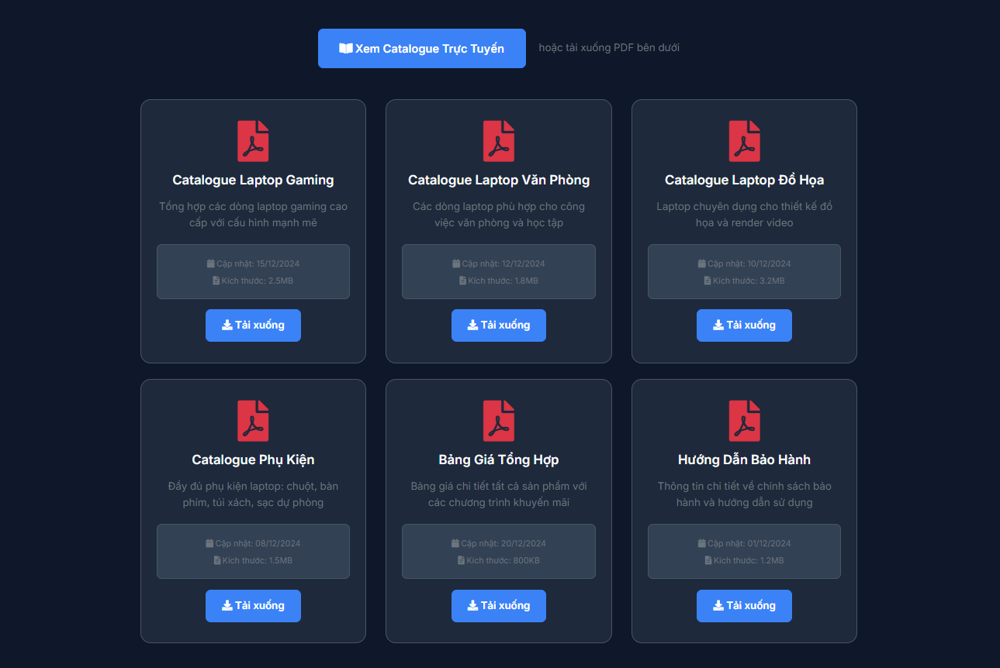 Xem Catalogue Trực Tuyến
hoặc tải xuống PDF bên dưới
Catalogue Laptop Gaming
Tổng hợp các dòng laptop gaming cao
cấp với cấu hình mạnh mẽ
Cập nhật: 15/12/2024
Kích thước: 2.5MB
Tải xuống
Catalogue Laptop Văn Phòng
Các dòng laptop phù hợp cho công
việc văn phòng và học tập
Cập nhật: 12/12/2024
Kích thước: 1.8MB
Tải xuống
Catalogue Laptop Đồ Họa
Laptop chuyên dụng cho thiết kế đồ
họa và render video
Cập nhật: 10/12/2024
Kích thước: 3.2MB
Tải xuống
Catalogue Phụ Kiện
Đầy đủ phụ kiện laptop: chuột, bàn
phím, túi xách, sạc dự phòng
Cập nhật: 08/12/2024
Kích thước: 1.5MB
Tải xuống
Bảng Giá Tổng Hợp
Bảng giá chi tiết tất cả sản phẩm với
các chương trình khuyến mãi
Cập nhật: 20/12/2024
Kích thước: 800KB
Tải xuống
Hướng Dẫn Bảo Hành
Thông tin chi tiết về chính sách bảo
hành và hướng dẫn sử dụng
Cập nhật: 01/12/2024
Kích thước: 1.2MB
Tải xuống